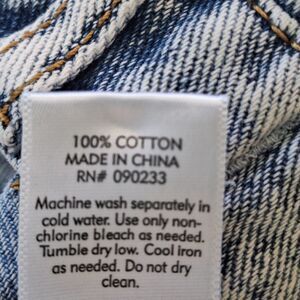 100% COTTON
MADE IN CHINA
RN# 090233
Machine wash separately in
cold water. Use only non-
chlorine bleach as needed.
Tumble dry low. Cool iron
as needed. Do not dry
clean.